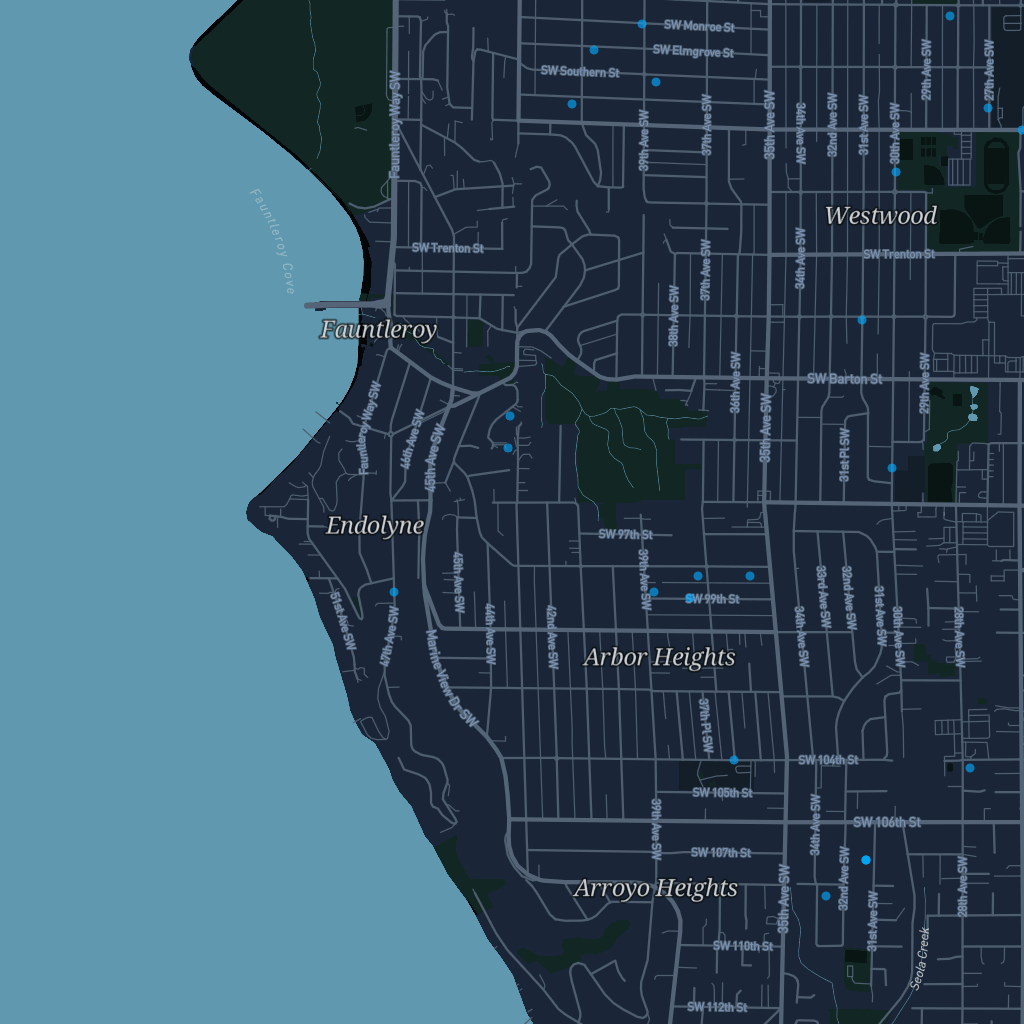 SW Monroe St
SW Elmgrove St
SW Southern St
29th Ave SW
27th Ave SW
Fauntleroy Way SW
39th Ave SW
37th Ave SW
35th Ave SW
34th Ave SW
32nd Ave SW
31st Ave SW
30th Ave SW
Westwood
Fauntleroy Cove
SW Trenton St
SW Trenton St
37th Ave SW
34th Ave SW
38th Ave SW
Fauntleroy
36th Ave SW
SW Barton St
29th Ave SW
Fauntleroy Way SW
46th Ave SW
45th Ave SW
35th Ave SW
31st Pl SW
Endolyne
SW 97th St
45th Ave SW
39th Ave SW
SW 99th St
33rd Ave SW
32nd Ave SW
31st Ave SW
30th Ave SW
28th Ave SW
51st Ave SW
47th Ave SW
44th Ave SW
42nd Ave SW
34th Ave SW
Arbor Heights
Marine View Dr SW
37th Pl SW
SW 104th St
SW 105th St
39th Ave SW
34th Ave SW
SW 106th St
SW 107th St
Arroyo Heights
35th Ave SW
32nd Ave SW
31st Ave SW
28th Ave SW
SW 110th St
Seola Creek
SW 112th St